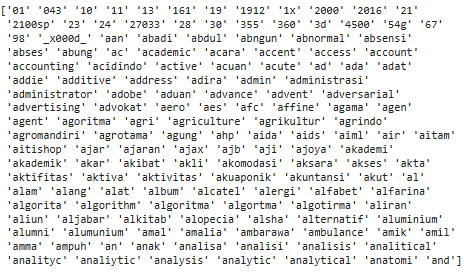 ['01' '043' '10' '11' '13' '161' '19' '1912' '1x' '2000' '2016' '21'
'2100sp' '23' '24' '27033' '28' '30' '355' '360' '3d' '4500' '54g' '67'
'98' '_x000d_' 'aan' 'abadi' 'abdul' 'abngun' 'abnormal' 'absensi'
'abses' 'abung' 'ac' 'academic' 'acara' 'accent' 'access' 'account'
'accounting' 'acidindo' 'active' 'acuan' 'acute' 'ad' 'ada' 'adat'
'addie' 'additive' 'address' 'adira' 'admin' 'administrasi'
'administrator' 'adobe' 'aduan' 'advance' 'advent' 'adversarial'
'advertising' 'advokat' 'aero' 'aes' 'afc' 'affine' 'agama' 'agen'
'agent' 'agoritma' 'agri' 'agriculture' 'agrikultur' 'agrindo'
'agromandiri' 'agrotama' 'agung' 'ahp' 'aida' 'aids' 'aiml' 'air' 'aitam'
'aitishop' 'ajar' 'ajaran' 'ajax' 'ajb' 'aji' 'ajoya' 'akademi'
'akademik' 'akar' 'akibat' 'akli' 'akomodasi' 'aksara' 'akses' 'akta'
'aktifitas' 'aktiva' 'aktivitas' 'akuaponik' 'akuntansi' 'akut' 'al'
'alam' 'alang' 'alat' 'album' 'alcatel' 'alergi' 'alfabet' 'alfarina'
'algorita' 'algorithm' 'algoritma' 'algortma' 'algotirma' 'aliran'
'aliun' 'aljabar' 'alkitab' 'alopecia' 'alsha' 'alternatif' 'aluminium'
'alumni' 'alumunium' 'amal' 'amalia' 'ambarawa' 'ambulance' 'amik' 'amil'
'amma' 'ampuh' 'an' 'anak' 'analisa' 'analisi' 'analisis' 'analitical'
'analityc' 'analiytic' 'analysis' 'analytic' 'analytical' 'anatomi' 'and']